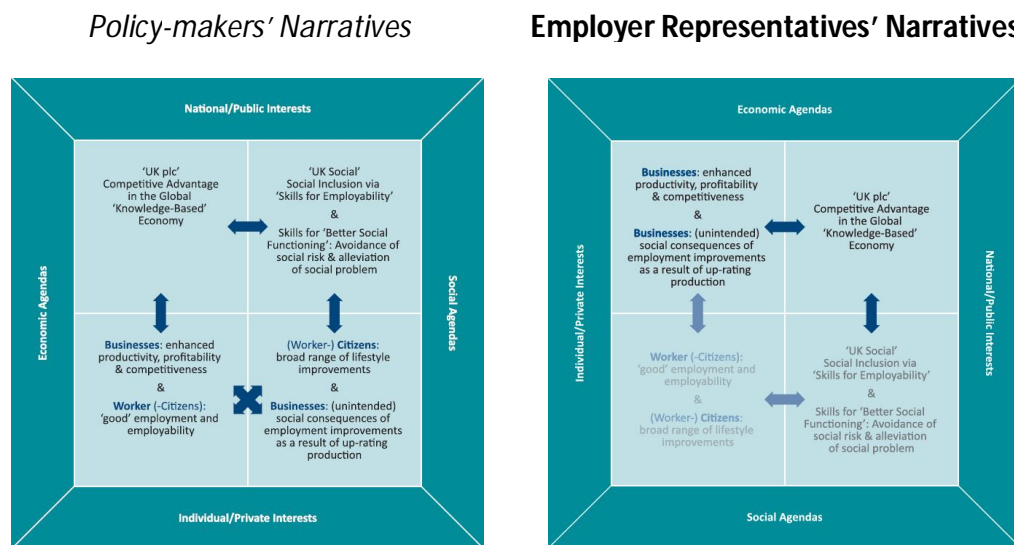 Policy-makers' Narratives
National/Public Interests
Economic Agendas
'UK plc'
Competitive Advantage
in the Global
'Knowledge-Based'
Economy
'UK Social'
Social Inclusion via
'Skills for Employability'
&
Skills for 'Better Social
Functioning': Avoidance of
social risk & alleviation
of social problem
Social Agendas
Businesses: enhanced
productivity, profitability
& competitiveness
&
Worker (-Citizens):
'good' employment and
employability
(Worker-) Citizens:
broad range of lifestyle
improvements
&
Businesses: (unintended)
social consequences of
employment improvements
as a result of up-rating
production
Individual/Private Interests
Employer Representatives' Narratives
Economic Agendas
Individual/Private Interests
Businesses: enhanced
productivity, profitability
& competitiveness
&
Businesses: (unintended)
social consequences of
employment improvements
as a result of up-rating
production
'UK plc'
Competitive Advantage
in the Global
'Knowledge-Based'
Economy
National/Public Interests
Worker (-Citizens):
'good' employment and
employability
&
(Worker-) Citizens:
broad range of lifestyle
improvements
'UK Social'
Social Inclusion via
'Skills for Employability'
&
Skills for 'Better Social
Functioning': Avoidance of
social risk & alleviation
of social problem
Social Agendas